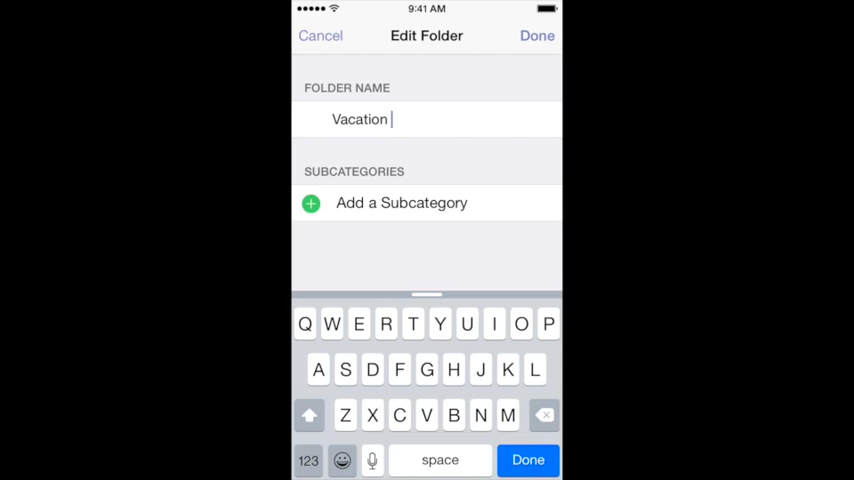 9:41 AM
Cancel Edit Folder Done
FOLDER NAME
Vacation
SUBCATEGORIES
Add a Subcategory
Q W E R T Y U I O P
A S D F G H J K L
Z X C V B N M
123 space Done